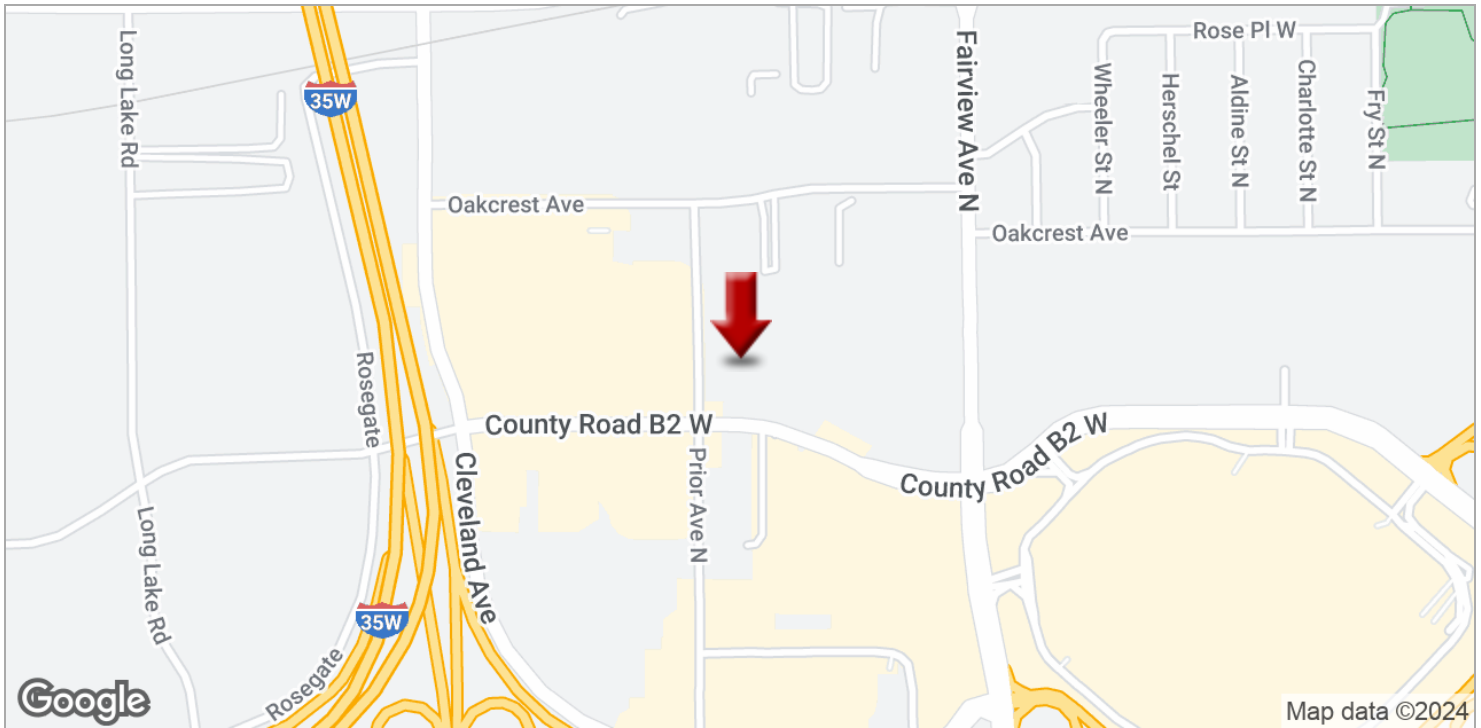 Rose Pl W
Long Lake Rd
Fairview Ave N
Wheeler St N
Herschel St
Aldine St N
Charlotte St N
Fry St N
35W
Oakcrest Ave
Oakcrest Ave
Rosegate
County Road B2 W
County Road B2 W
Cleveland Ave
Prior Ave N
Long Lake Rd
35W
Rosegate
Google
Map data ©2024